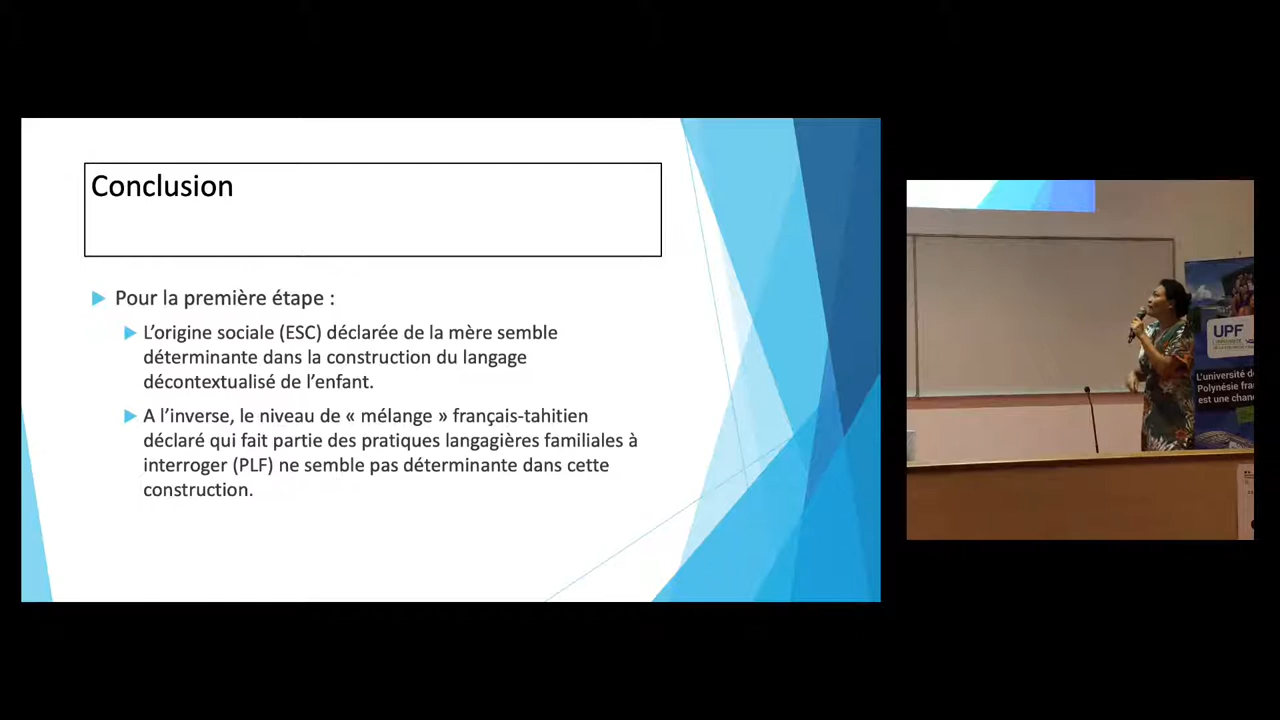 Conclusion
Pour la première étape :
L’origine sociale (ESC) déclarée de la mère semble
déterminante dans la construction du langage
décontextualisé de l’enfant.
A l’inverse, le niveau de « mélange » français-tahitien
déclaré qui fait partie des pratiques langagières familiales à
interroger (PLF) ne semble pas déterminante dans cette
construction.
UPF
L'université de
Polynésie fran
est une chanc